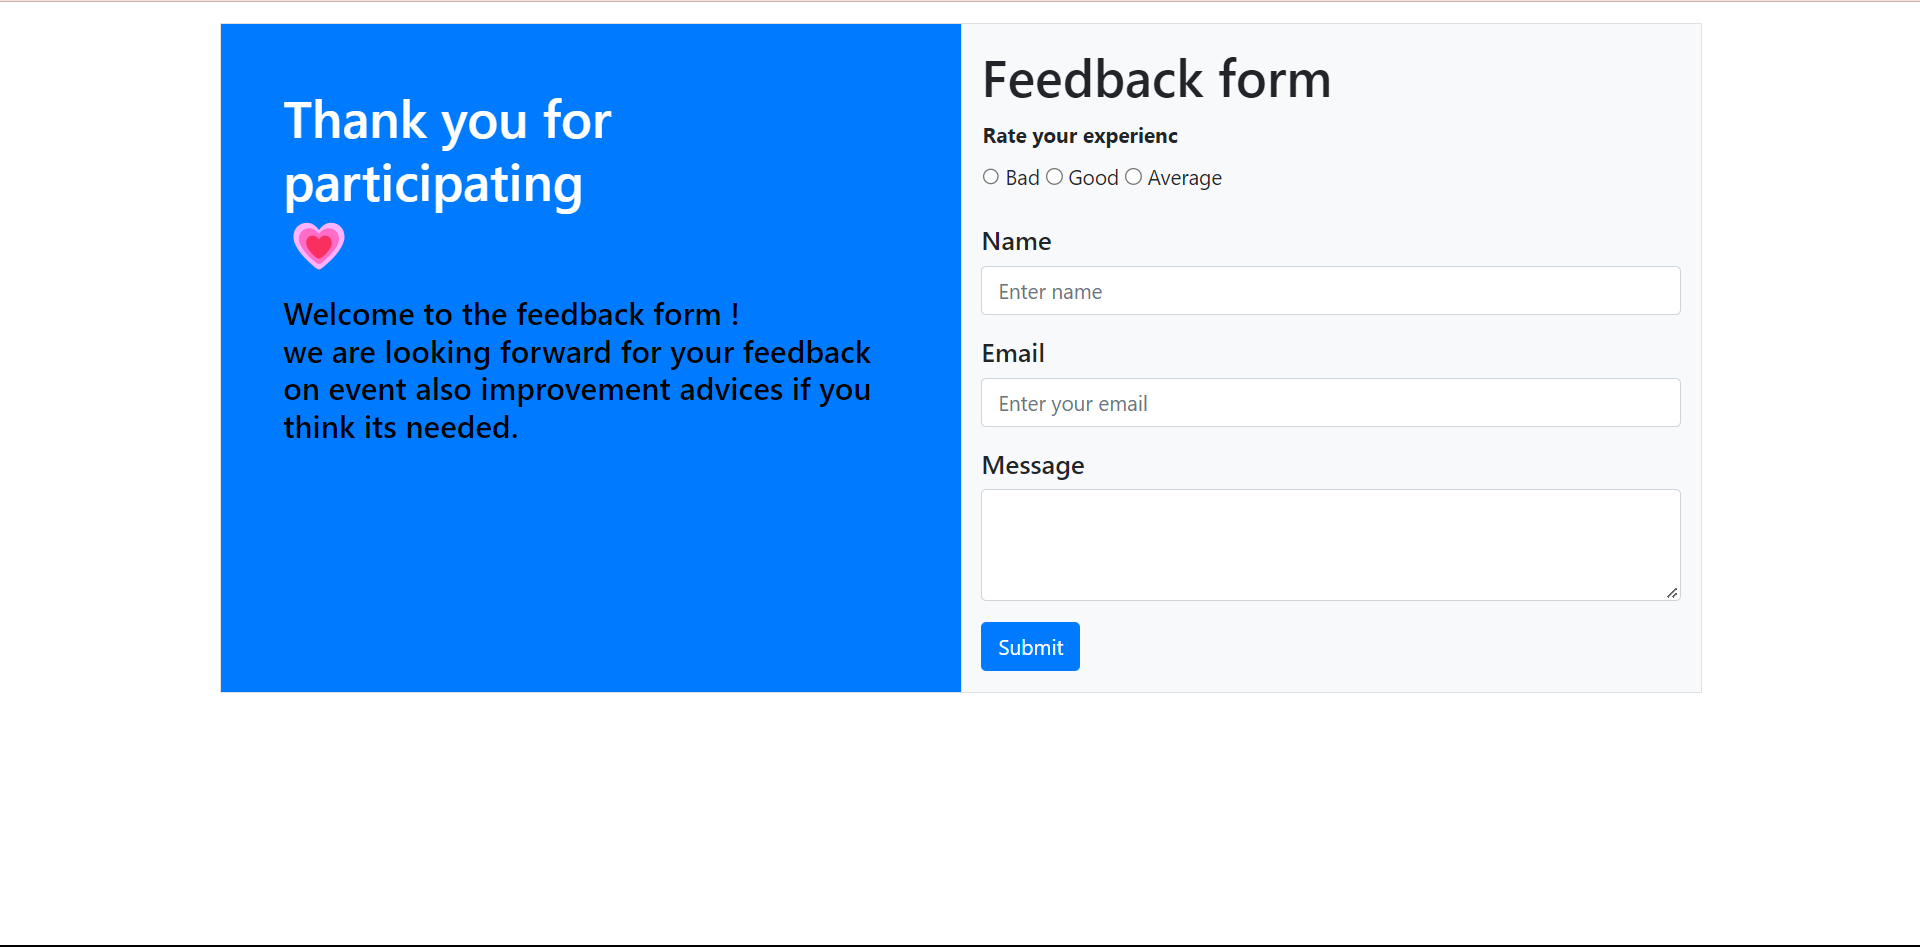 Thank you for
participating
💗
Welcome to the feedback form !
we are looking forward for your feedback
on event also improvement advices if you
think its needed.
Feedback form
Rate your experienc
Bad Good Average
Name
Enter name
Email
Enter your email
Message
Submit